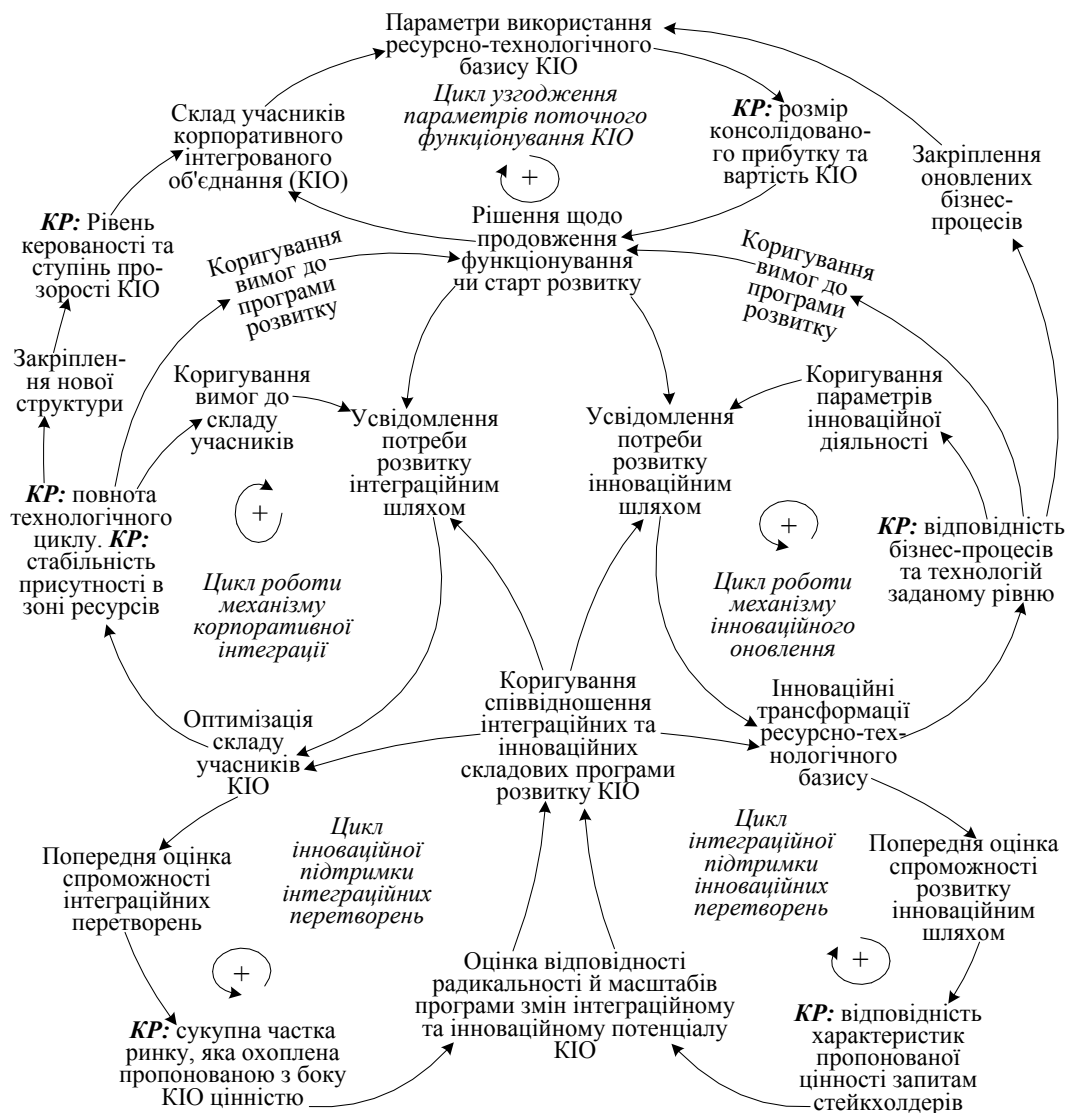 Параметри використання
ресурсно-технологічного
базису КІО
Цикл узгодження
параметрів поточного
функціонування КІО
+
Склад учасників
корпоративного
інтегрованого
об'єднання (КІО)
КР: розмір
консолідовано-
го прибутку та
вартість КІО
Закріплення
оновлених
бізнес-
процесів
КР: Рівень
керованості та
ступінь про-
зорості КІО
Коригування
вимог до
програми
розвитку
Рішення щодо
продовження
функціонування
чи старт розвитку
Коригування
вимог до
програми
розвитку
Закріплен-
ня нової
структури
Коригування
вимог до
складу
учасників
Усвідомлення
потреби
розвитку
інтеграційним
шляхом
Усвідомлення
потреби
розвитку
інноваційним
шляхом
Коригування
параметрів
інноваційної
діяльності
КР: повнота
технологічного
циклу. КР:
стабільність
присутності в
зоні ресурсів
+
Цикл роботи
механізму
корпоративної
інтеграції
+
Цикл роботи
механізму
інноваційного
оновлення
КР: відповідність
бізнес-процесів
та технологій
заданому рівню
Оптимізація
складу
учасників
КІО
Коригування
співвідношення
інтеграційних та
інноваційних
складових програми
розвитку КІО
Інноваційні
трансформації
ресурсно-тех-
нологічного
базису
Попередня оцінка
спроможності
інтеграційних
перетворень
Цикл
інноваційної
підтримки
інтеграційних
перетворень
+
Цикл
інтеграційної
підтримки
інноваційних
перетворень
+
Попередня оцінка
спроможності
розвитку
інноваційним
шляхом
КР: сукупна частка
ринку, яка охоплена
пропонованою з боку
КІО цінністю
Оцінка відповідності
радикальності й масштабів
програми змін інтеграційному
та інноваційному потенціалу
КІО
КР: відповідність
характеристик
пропонованої
цінності запитам
стейкхолдерів